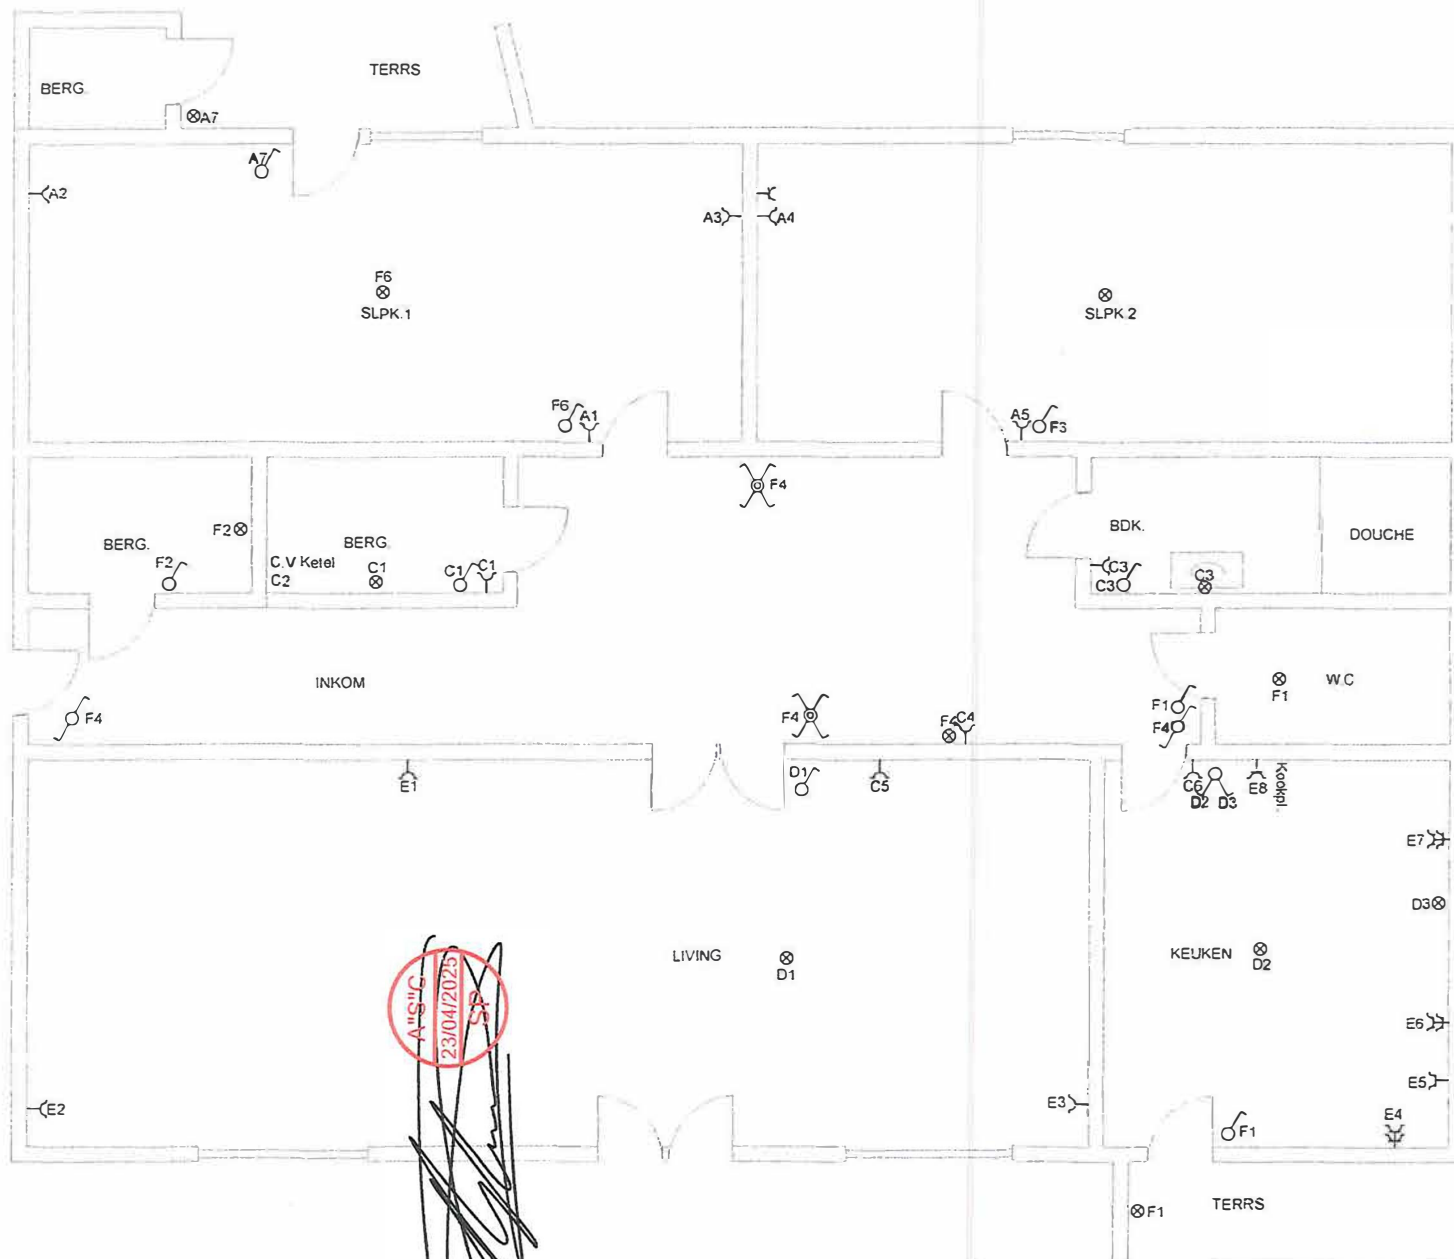 TERRS
BERG
A7
A7
A2
A3
A4
F6
SLPK.1
SLPK.2
F6
A1
A5
F3
F4
BERG.
F2
F2
BERG.
C.V Ketel
C2
C1
C1
C1
BDK.
DOUCHE
C3
C3
C3
INKOM
F4
F4
F4
C4
F1
F4
F1
W.C
E1
D1
C5
C6
D2
D3
E8
Kookpl.
E7
D3
LIVING
D1
KEUKEN
D2
A"S"C
23/04/2025
SP
E6
E5
E2
E3
F1
E4
F1
TERRS